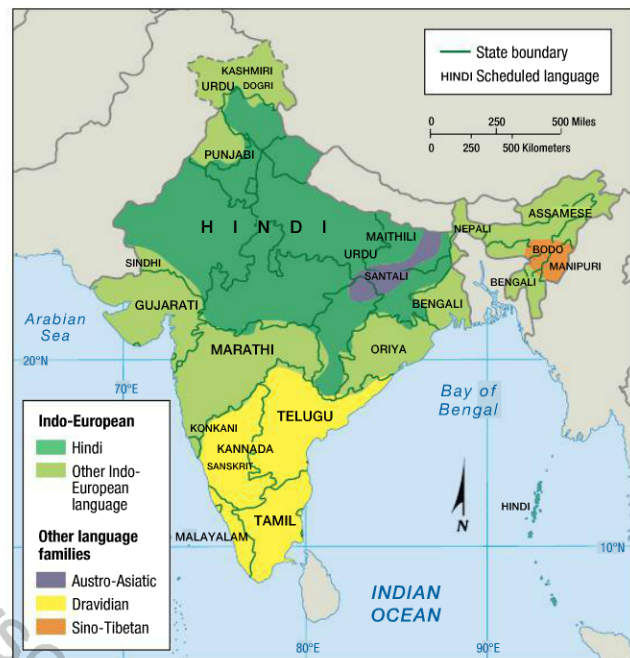 State boundary
HINDI Scheduled language
0 250 500 Miles
0 250 500 Kilometers
KASHMIRI
URDU DOGRI
PUNJABI
HINDI
MAITHILI
NEPALI
ASSAMESE
URDU
BODO
SINDHI
SANTALI
MANIPURI
GUJARATI
BENGALI
BENGALI
Arabian
Sea
MARATHI
ORIYA
20°N
70°E
Bay of
Bengal
TELUGU
KONKANI
KANNADA
SANSKRIT
HINDI
N
TAMIL
MALAYALAM
10°N
INDIAN
OCEAN
80°E
90°E
Indo-European
Hindi
Other Indo-
European
language
Other language
families
Austro-Asiatic
Dravidian
Sino-Tibetan